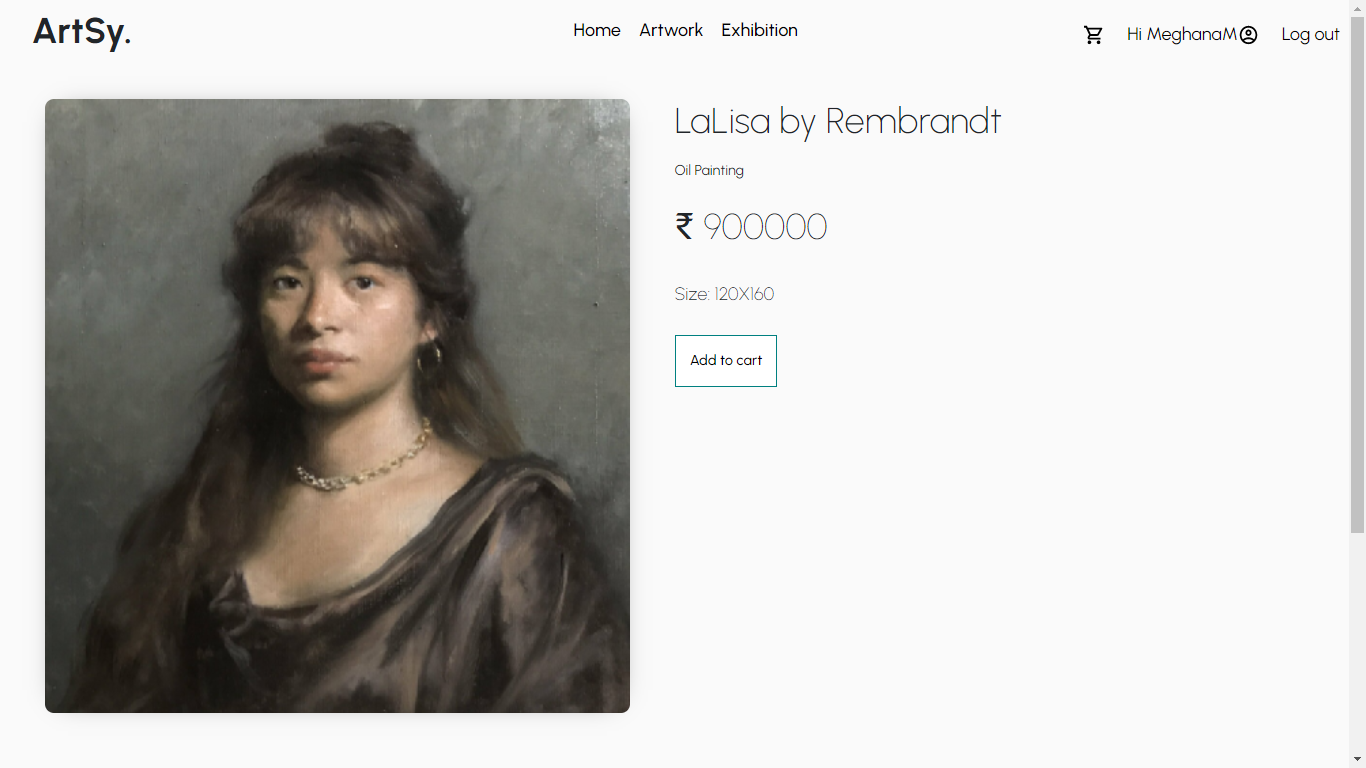 ArtSy.
Home Artwork Exhibition
Hi MeghanaM Log out
LaLisa by Rembrandt
Oil Painting
₹ 900000
Size: 120X160
Add to cart